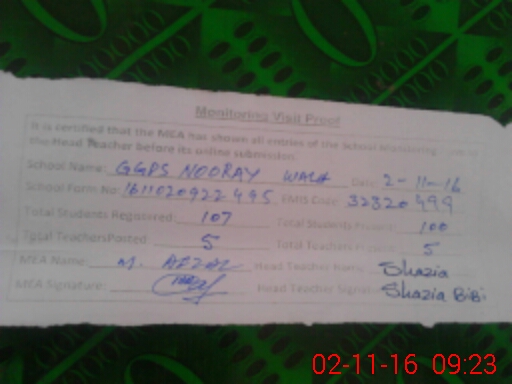 Monitoring Visit Proof
It is certified that the MEA has shown all entries of the School Monitoring
the Head Teacher before its online submission.
School Name: GGPS NOORAY WALA Date: 2-11-16
School Form No: 1611020922495 EMIS Code: 32320499
Total Students Registered: 107 Total Students Present: 100
Total Teachers Posted: 5 Total Teachers Present: 5
MEA Name: M. AFZAL Head Teacher Name: Shazia
MEA Signature: Head Teacher Signature: Shazia Bibi
02-11-16 09:23